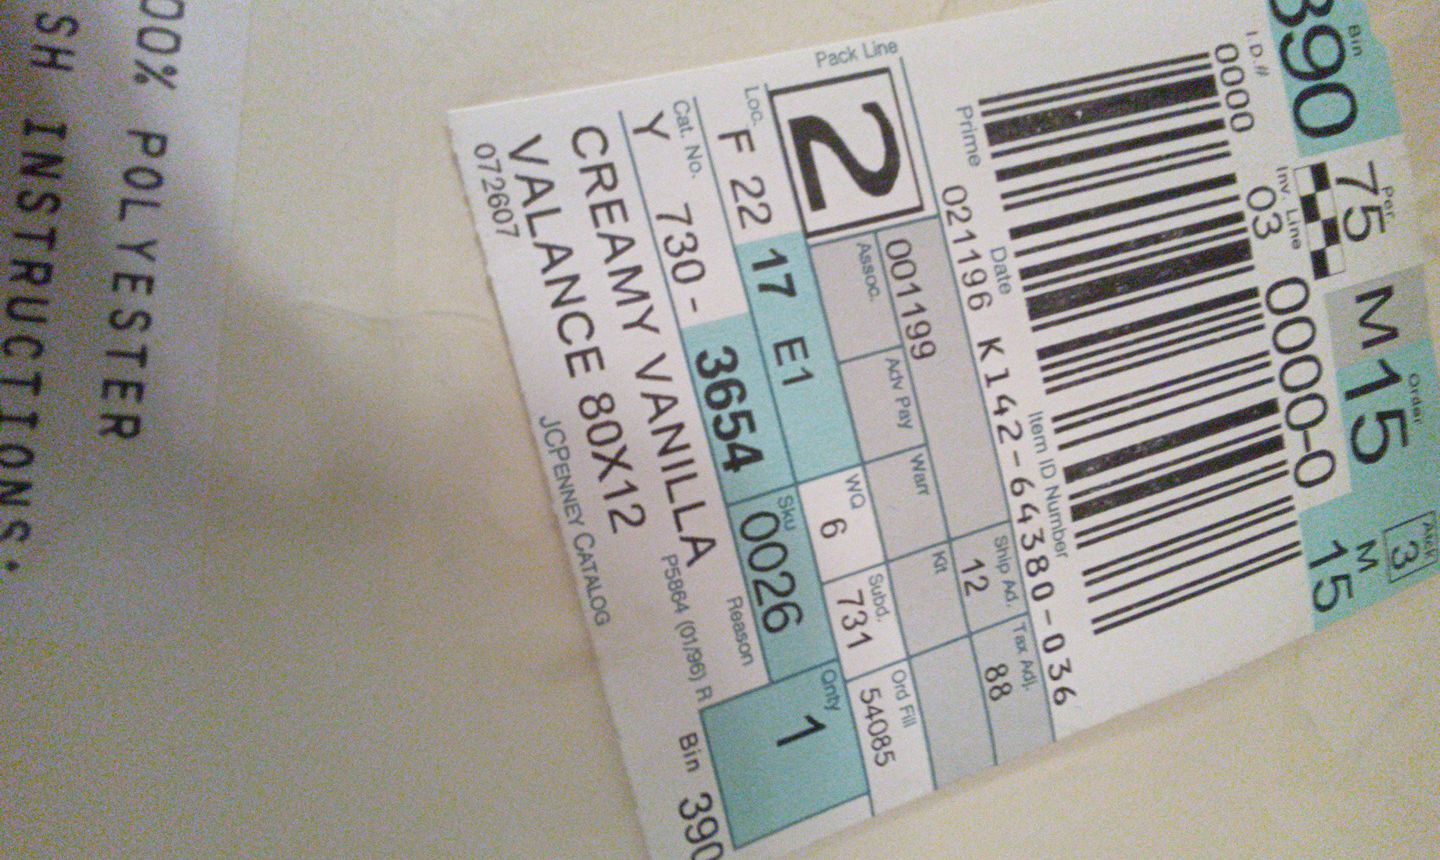 Bin Per. Order Attch
390 75 M15 3
M
15
I.D.# Inv. Line
0000 03 0000-0
Item ID Number
Prime Date
021196 K142-64380-036
Pack Line
2
001199
Ship Ad. Tax Adj.
12 88
Assoc. Adv Pay Warr Kit
Loc.
F 22 17 E1
WQ Subd. Ord Fill
6 731 54085
Cat. No. Sku Qnty
Y 730- 3654 0026 1
Reason
CREAMY VANILLA
P5864 (01/96) R
VALANCE 80X12
Bin 390
072607
JCPENNEY CATALOG
00% POLYESTER
SH INSTRUCTIONS.